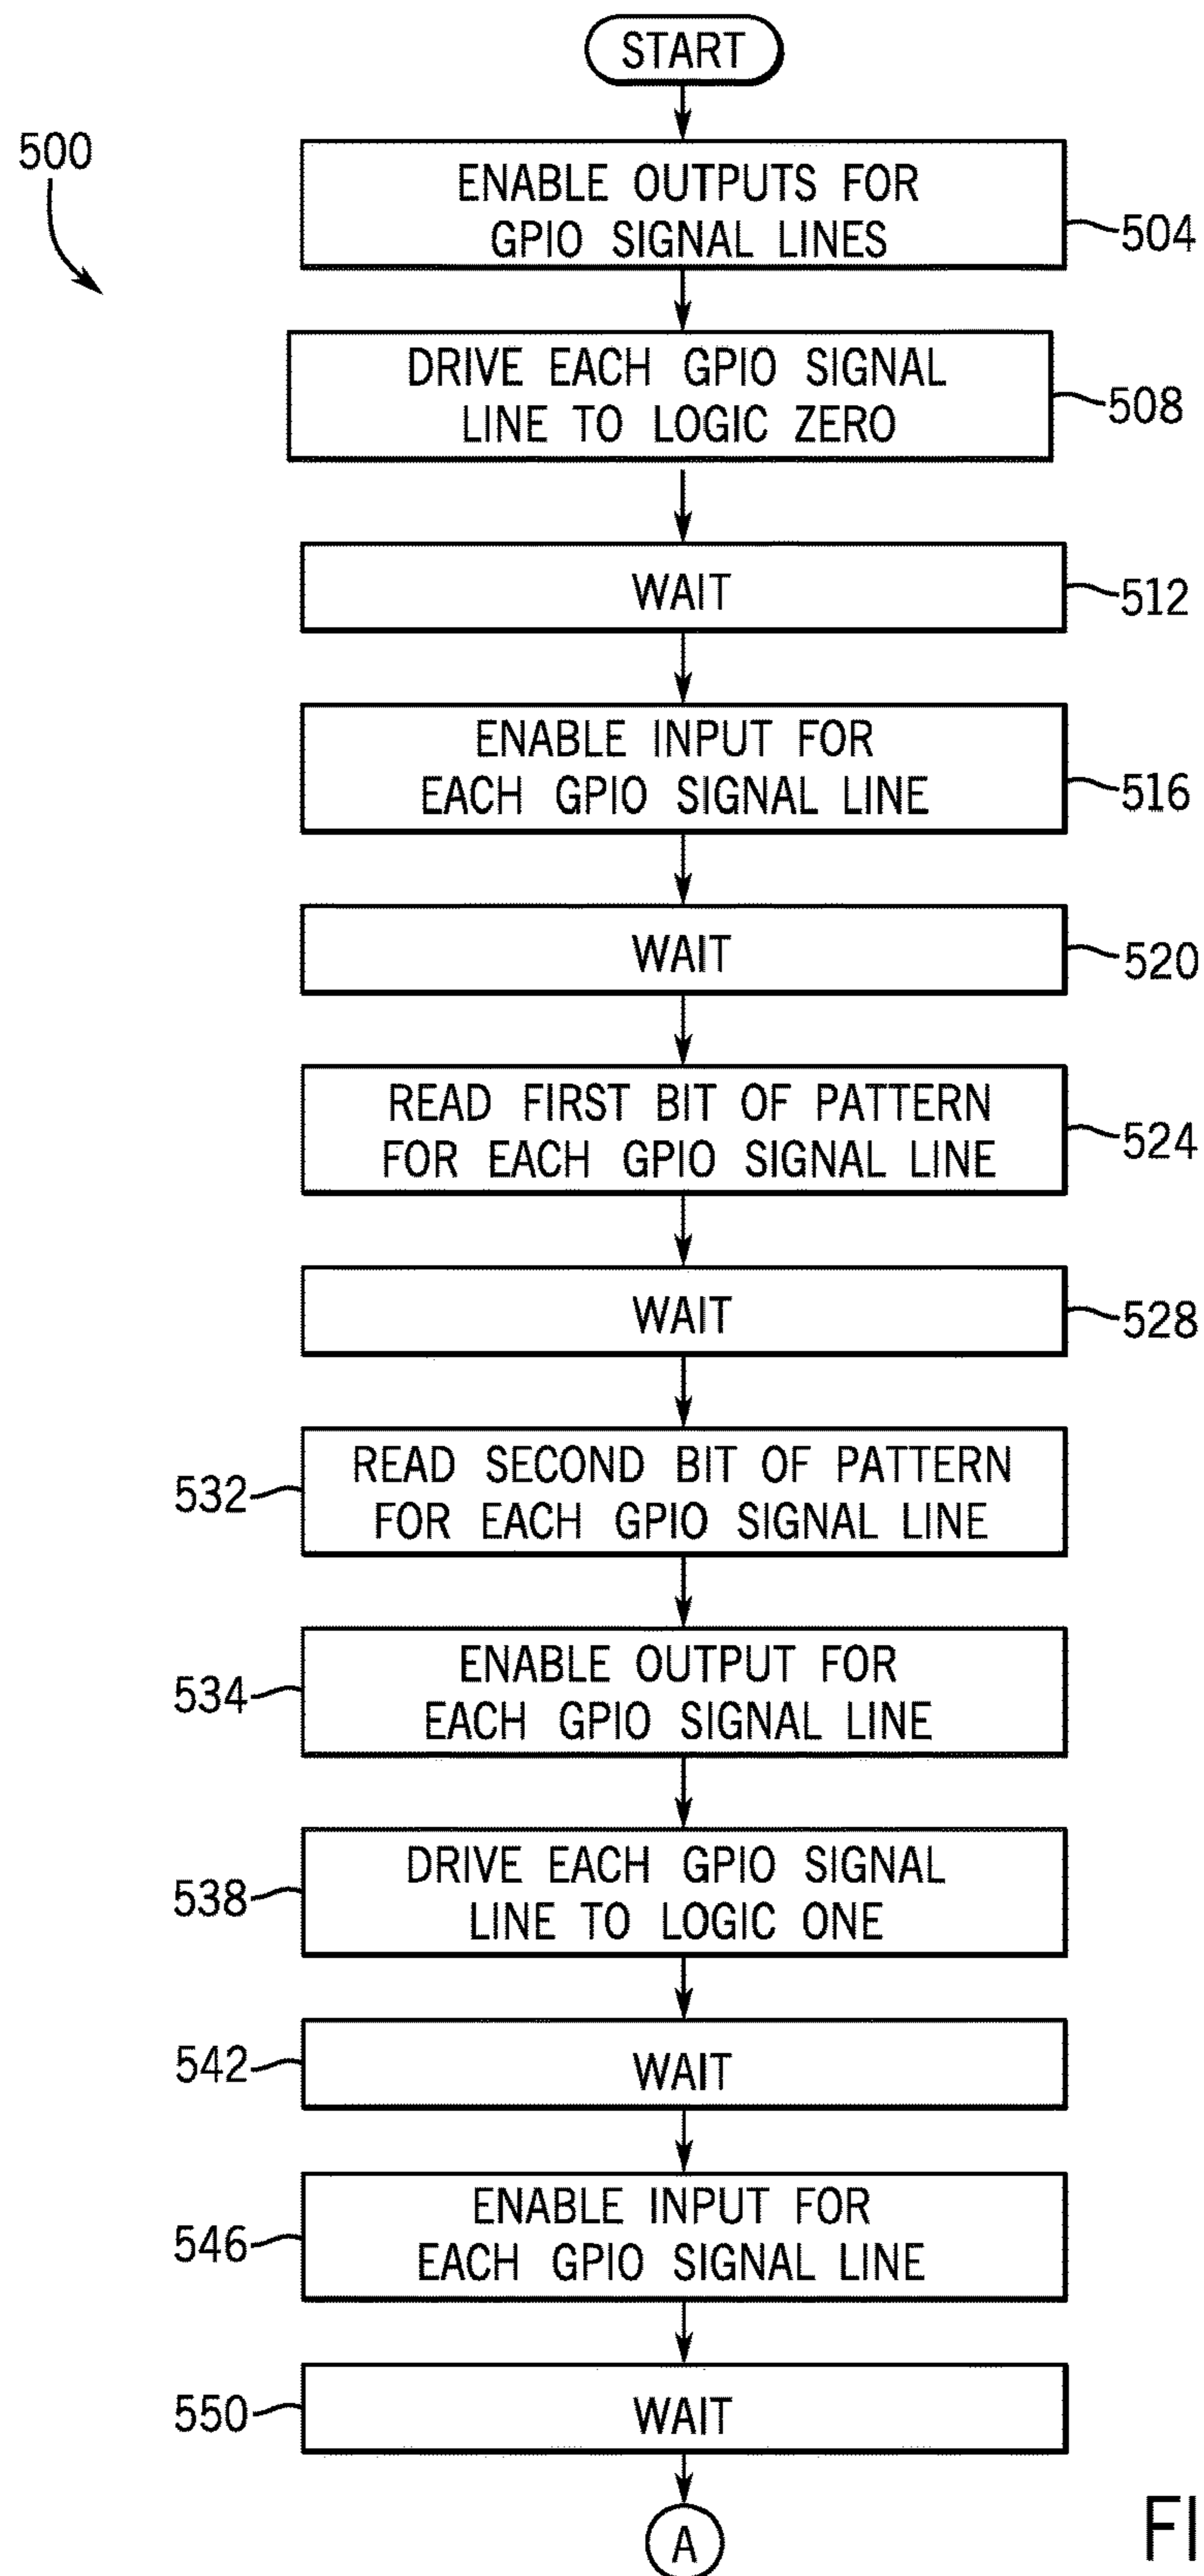 START
500
ENABLE OUTPUTS FOR
GPIO SIGNAL LINES
504
DRIVE EACH GPIO SIGNAL
LINE TO LOGIC ZERO
508
WAIT
512
ENABLE INPUT FOR
EACH GPIO SIGNAL LINE
516
WAIT
520
READ FIRST BIT OF PATTERN
FOR EACH GPIO SIGNAL LINE
524
WAIT
528
READ SECOND BIT OF PATTERN
FOR EACH GPIO SIGNAL LINE
532
ENABLE OUTPUT FOR
EACH GPIO SIGNAL LINE
534
DRIVE EACH GPIO SIGNAL
LINE TO LOGIC ONE
538
WAIT
542
ENABLE INPUT FOR
EACH GPIO SIGNAL LINE
546
WAIT
550
A
FI